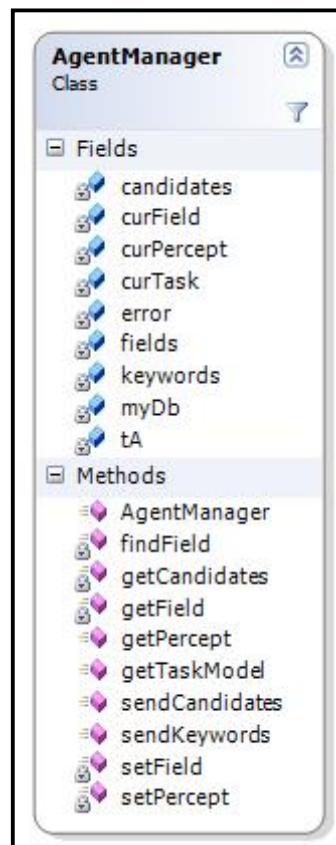 AgentManager
Class
Fields
candidates
curField
curPercept
curTask
error
fields
keywords
myDb
tA
Methods
AgentManager
findField
getCandidates
getField
getPercept
getTaskModel
sendCandidates
sendKeywords
setField
setPercept